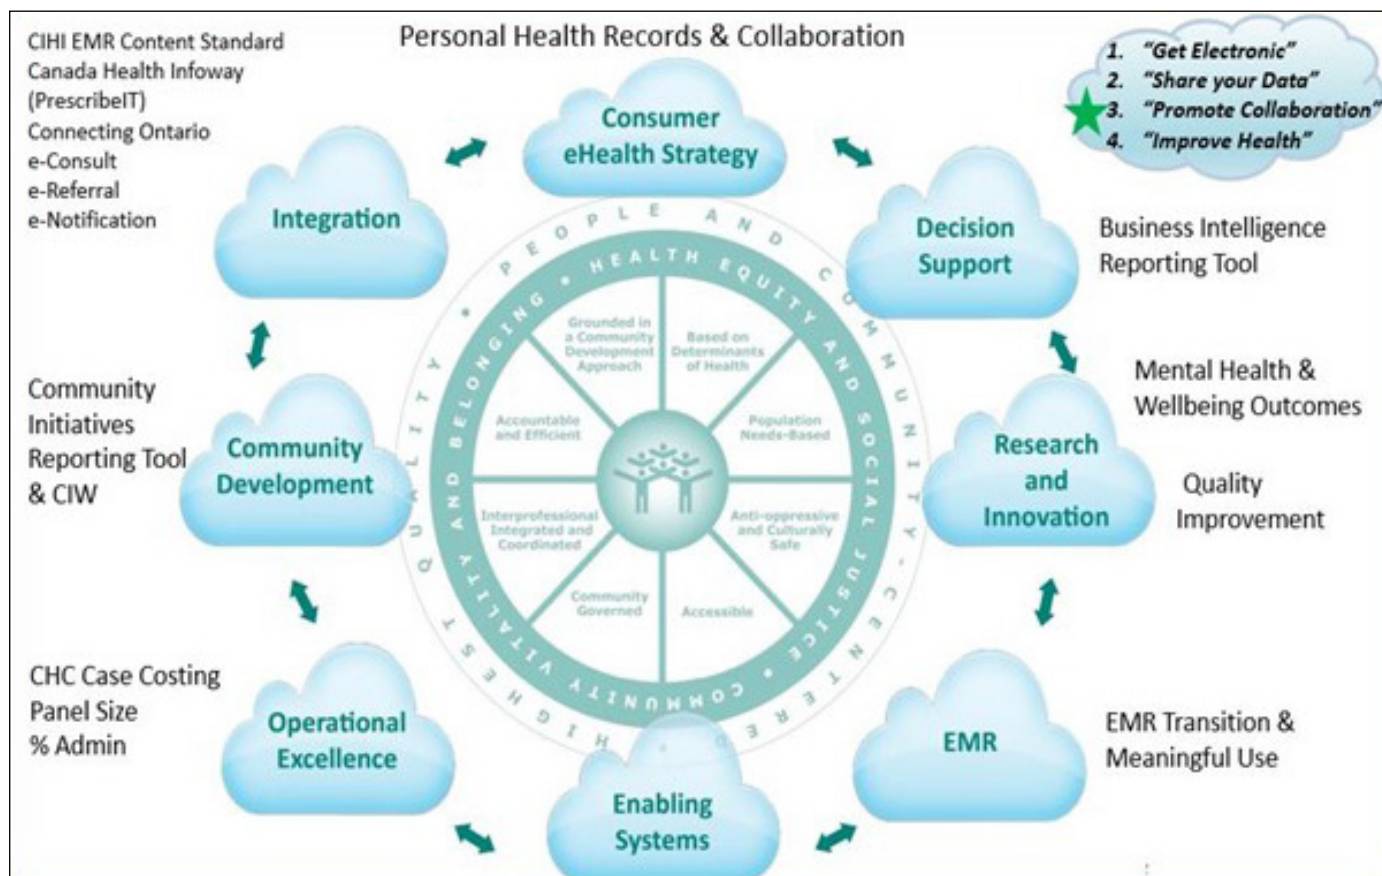 CIHI EMR Content Standard
Canada Health Infoway
(PrescribeIT)
Connecting Ontario
e-Consult
e-Referral
e-Notification
Personal Health Records & Collaboration
1. "Get Electronic"
2. "Share your Data"
3. "Promote Collaboration"
4. "Improve Health"
Consumer
eHealth Strategy
Integration
Decision
Support
Business Intelligence
Reporting Tool
Community
Initiatives
Reporting Tool
& CIW
Community
Development
Mental Health &
Wellbeing Outcomes
Research
and
Innovation
Quality
Improvement
CHC Case Costing
Panel Size
% Admin
Operational
Excellence
Enabling
Systems
EMR
EMR Transition &
Meaningful Use
HIGHEST QUALITY • PEOPLE AND COMMUNITY-CENTERED •
HEALTH EQUITY AND SOCIAL JUSTICE • COMMUNITY VITALITY AND BELONGING •
Grounded in
a Community
Development
Approach
Based on
Determinants
of Health
Population
Needs-Based
Anti-oppressive
and Culturally
Safe
Accessible
Community
Governed
Interprofessional
Integrated and
Coordinated
Accountable
and Efficient